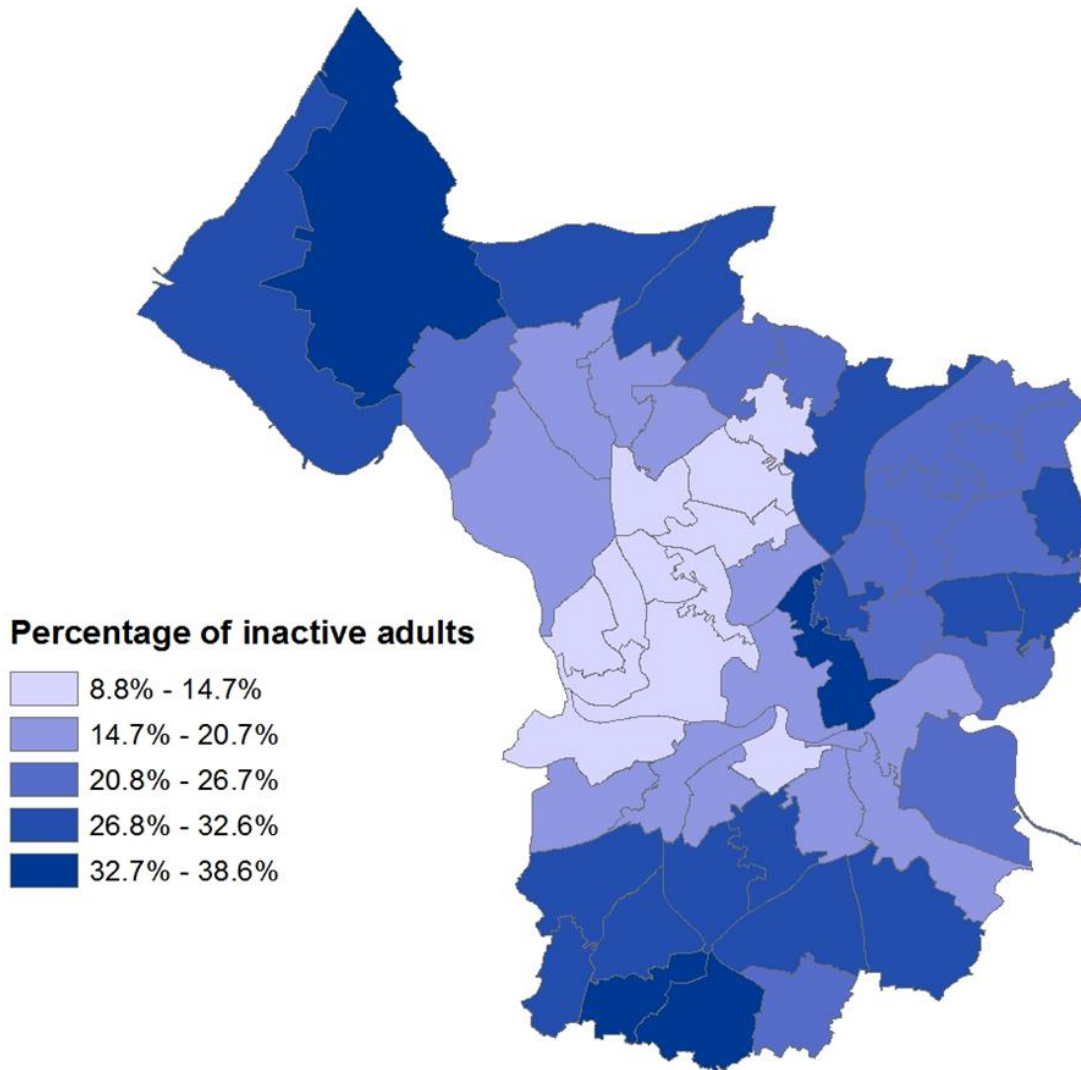 Percentage of inactive adults
8.8% - 14.7%
14.7% - 20.7%
20.8% - 26.7%
26.8% - 32.6%
32.7% - 38.6%